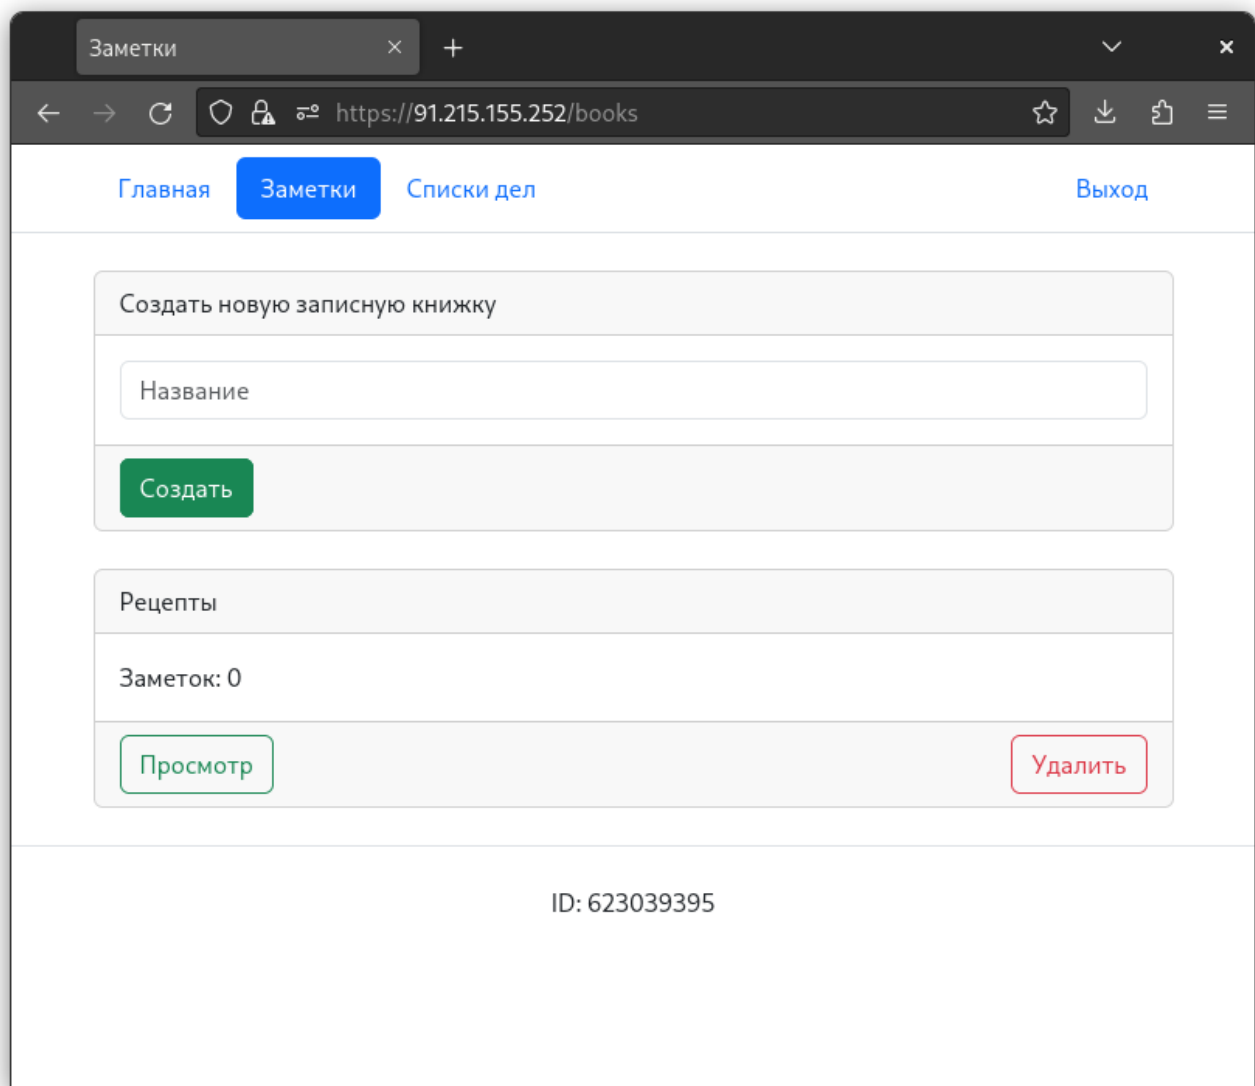 Заметки
https://91.215.155.252/books
Главная Заметки Списки дел Выход
Создать новую записную книжку
Название
Создать
Рецепты
Заметок: 0
Просмотр Удалить
ID: 623039395